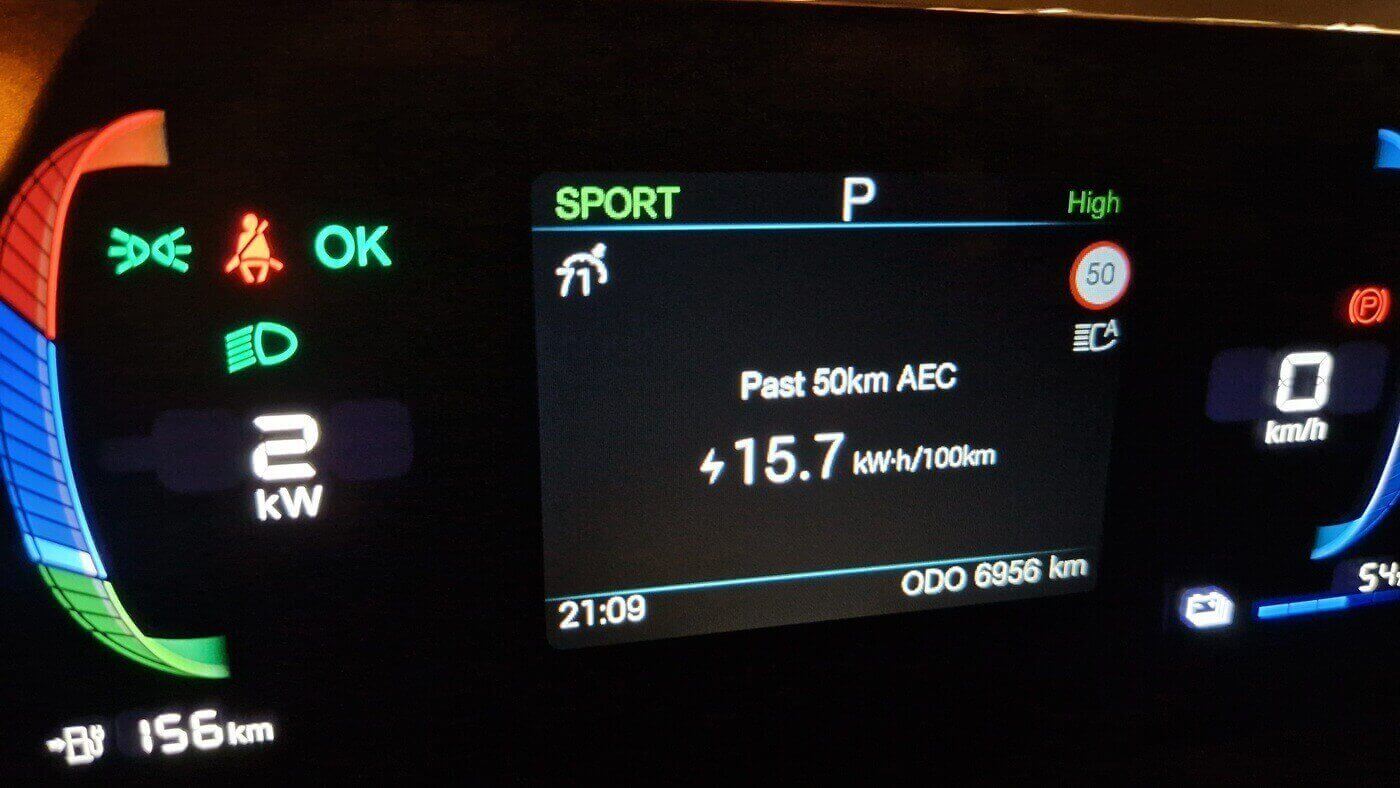 SPORT P High
OK
71
50
A
P
Past 50km AEC
2
kW
15.7 kW·h/100km
0
km/h
ODO 6956 km
54
21:09
156km